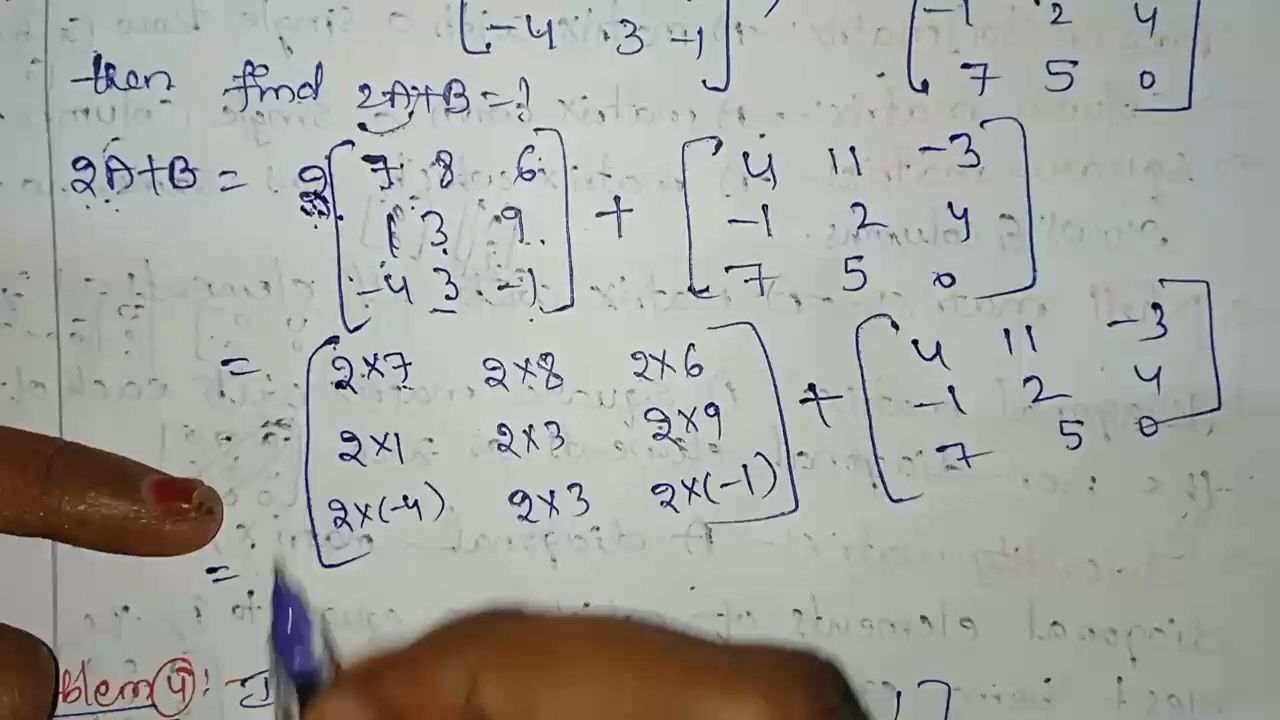 [-4 3 -1] [-1 2 4
7 5 0]
then find 2A+B=?
2A+B = 2[7 8 6 + [4 11 -3
1 3 9 -1 2 4
-4 3 -1] 7 5 0]
= [2×7 2×8 2×6 + [4 11 -3
2×1 2×3 2×9 -1 2 4
2×(-4) 2×3 2×(-1)] 7 5 0]
=
blem 4: